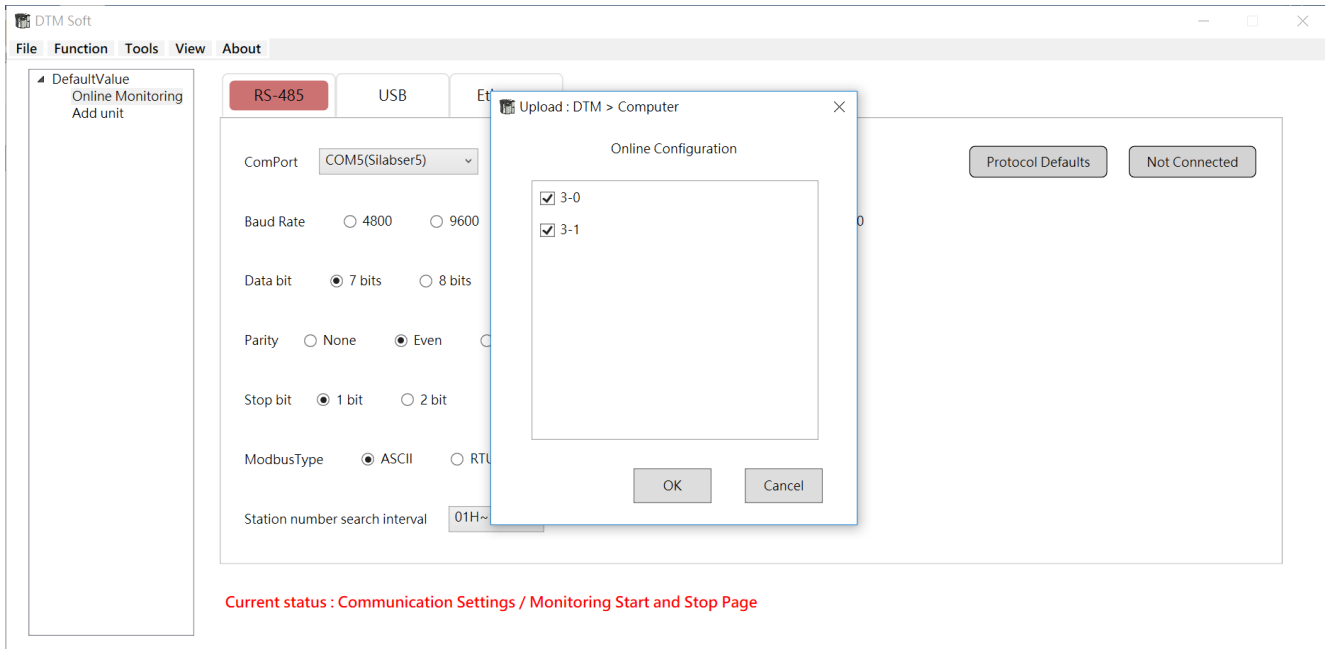 DTM Soft
File Function Tools View About
DefaultValue
Online Monitoring
Add unit
RS-485 USB Et
Upload : DTM > Computer
Online Configuration
3-0
3-1
OK Cancel
ComPort COM5(Silabser5)
Protocol Defaults Not Connected
Baud Rate 4800 9600 0
Data bit 7 bits 8 bits
Parity None Even
Stop bit 1 bit 2 bit
ModbusType ASCII RTU
Station number search interval 01H~
Current status : Communication Settings / Monitoring Start and Stop Page